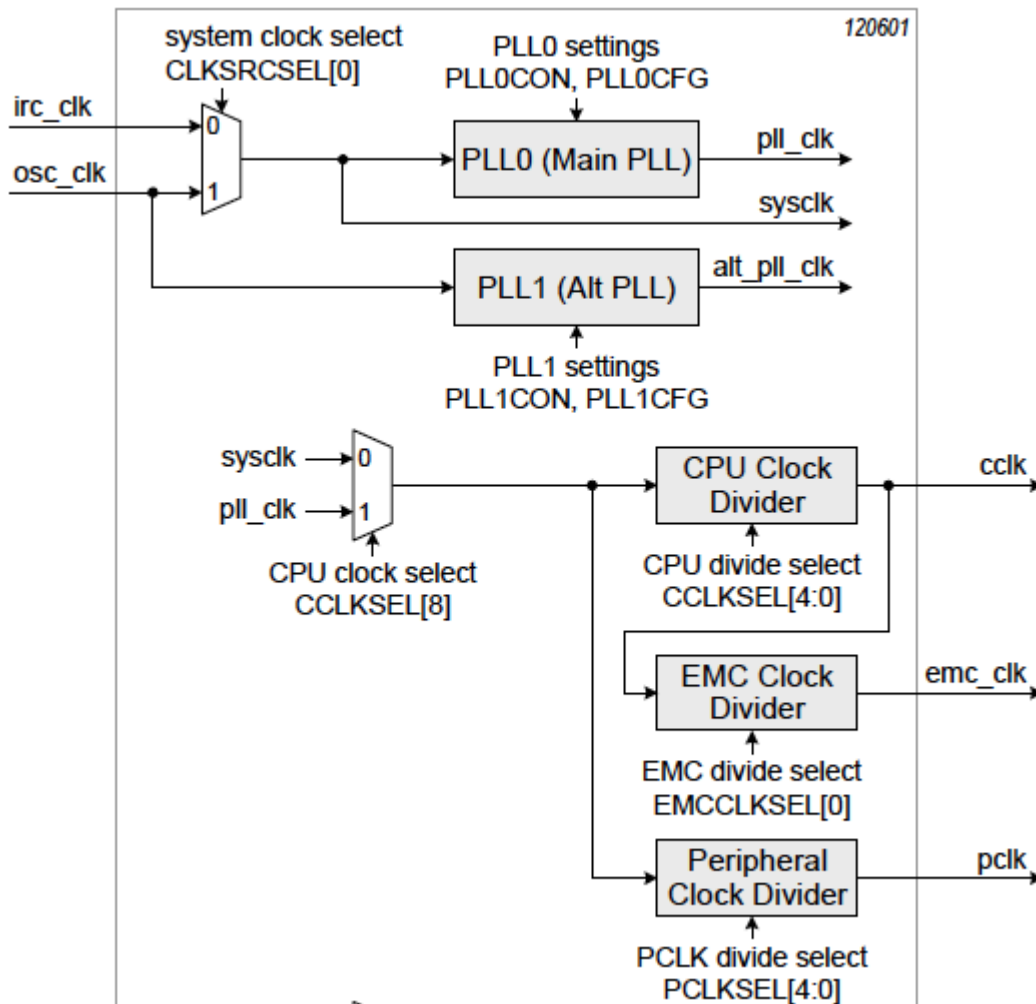 120601
system clock select
CLKSRCSEL[0]
PLL0 settings
PLL0CON, PLL0CFG
irc_clk
0
osc_clk
1
PLL0 (Main PLL)
pll_clk
sysclk
PLL1 (Alt PLL)
alt_pll_clk
PLL1 settings
PLL1CON, PLL1CFG
sysclk
0
pll_clk
1
CPU clock select
CCLKSEL[8]
CPU Clock
Divider
cclk
CPU divide select
CCLKSEL[4:0]
EMC Clock
Divider
emc_clk
EMC divide select
EMCCLKSEL[0]
Peripheral
Clock Divider
pclk
PCLK divide select
PCLKSEL[4:0]